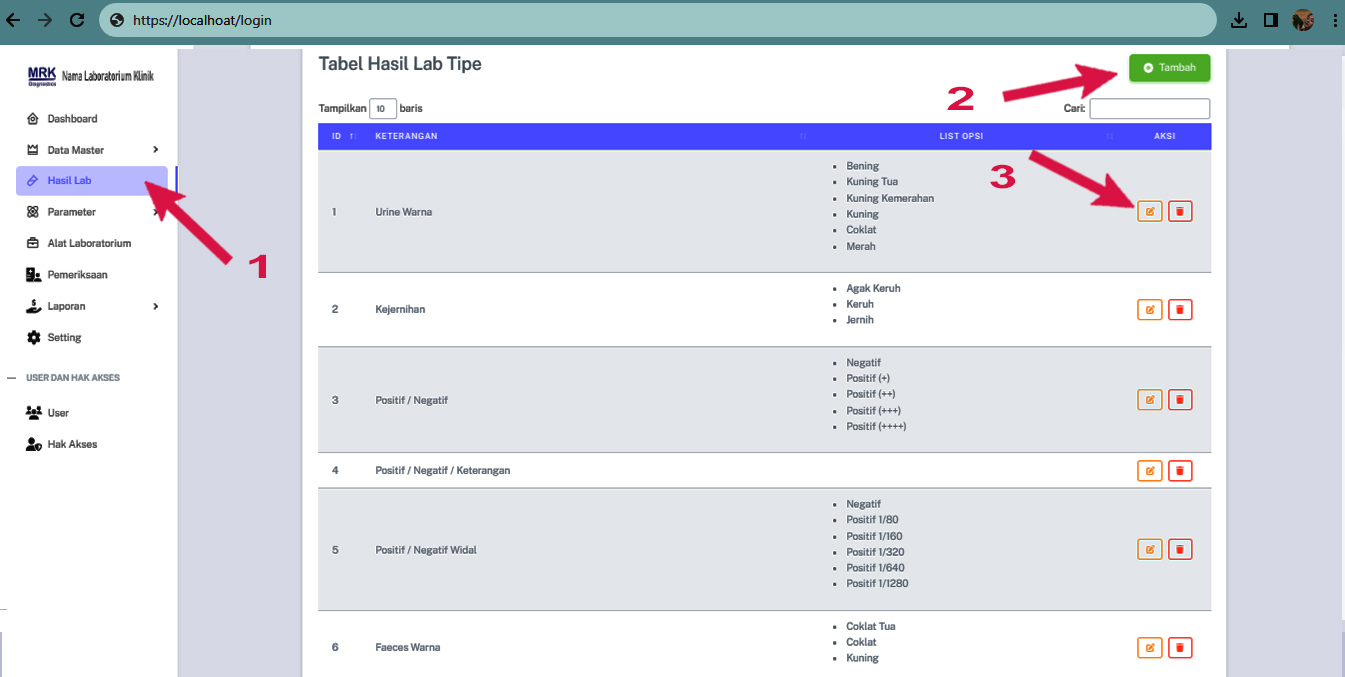 https://localhoat/login
MRK
Diagnostics
Nama Laboratorium Klinik
Dashboard
Data Master
Hasil Lab
Parameter
Alat Laboratorium
Pemeriksaan
Laporan
Setting
USER DAN HAK AKSES
User
Hak Akses
1
Tabel Hasil Lab Tipe
2
Tambah
Tampilkan 10 baris
Cari:
ID KETERANGAN LIST OPSI AKSI
3
1 Urine Warna
Bening
Kuning Tua
Kuning Kemerahan
Kuning
Coklat
Merah
2 Kejernihan
Agak Keruh
Keruh
Jernih
3 Positif / Negatif
Negatif
Positif (+)
Positif (++)
Positif (+++)
Positif (++++)
4 Positif / Negatif / Keterangan
5 Positif / Negatif Widal
Negatif
Positif 1/80
Positif 1/160
Positif 1/320
Positif 1/640
Positif 1/1280
6 Faeces Warna
Coklat Tua
Coklat
Kuning